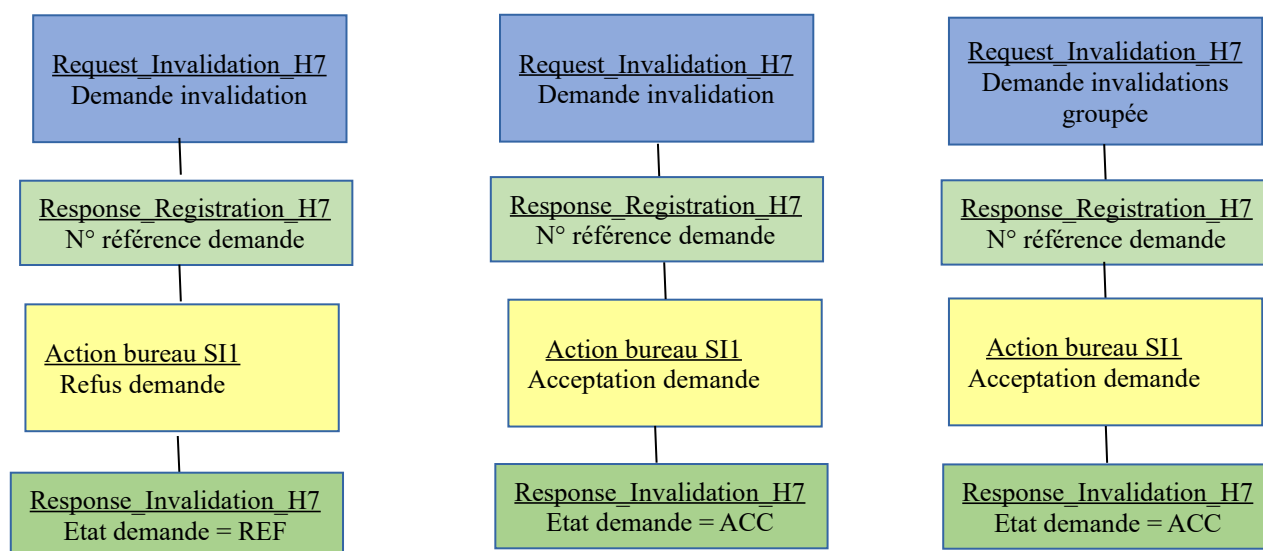 Request_Invalidation_H7
Demande invalidation
Response_Registration_H7
N° référence demande
Action bureau SI1
Refus demande
Response_Invalidation_H7
Etat demande = REF
Request_Invalidation_H7
Demande invalidation
Response_Registration_H7
N° référence demande
Action bureau SI1
Acceptation demande
Response_Invalidation_H7
Etat demande = ACC
Request_Invalidation_H7
Demande invalidations
groupée
Response_Registration_H7
N° référence demande
Action bureau SI1
Acceptation demande
Response_Invalidation_H7
Etat demande = ACC